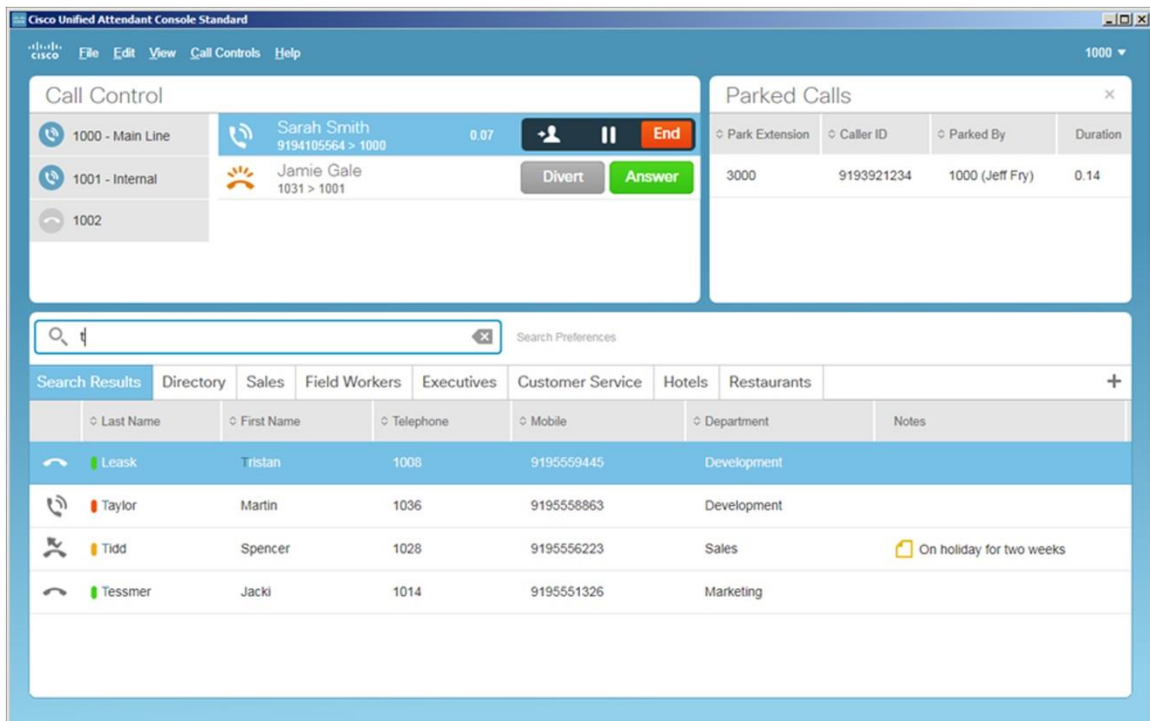 Cisco Unified Attendant Console Standard
cisco File Edit View Call Controls Help 1000
Call Control
1000 - Main Line
1001 - Internal
1002
Sarah Smith
9194105564 > 1000
0.07 End
Jamie Gale
1031 > 1001
Divert Answer
Parked Calls
Park Extension Caller ID Parked By Duration
3000 9193921234 1000 (Jeff Fry) 0.14
t Search Preferences
Search Results Directory Sales Field Workers Executives Customer Service Hotels Restaurants +
Last Name First Name Telephone Mobile Department Notes
Leask Tristan 1008 9195559445 Development
Taylor Martin 1036 9195558863 Development
Tidd Spencer 1028 9195556223 Sales On holiday for two weeks
Tessmer Jacki 1014 9195551326 Marketing